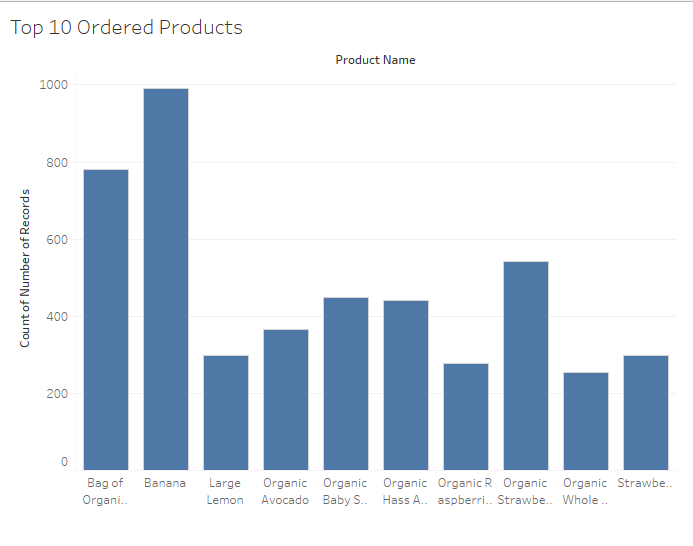 Top 10 Ordered Products
Product Name
Count of Number of Records
1000
800
600
400
200
0
Bag of
Organi..
Banana
Large
Lemon
Organic
Avocado
Organic
Baby S..
Organic
Hass A..
Organic R
aspberri..
Organic
Strawbe..
Organic
Whole ..
Strawbe..